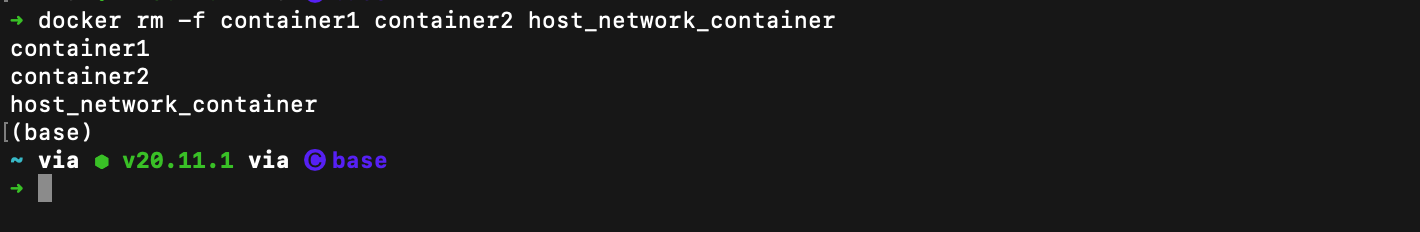 ➜ docker rm -f container1 container2 host_network_container
container1
container2
host_network_container
[(base)
~ via ⬢ v20.11.1 via 🅒 base
➜